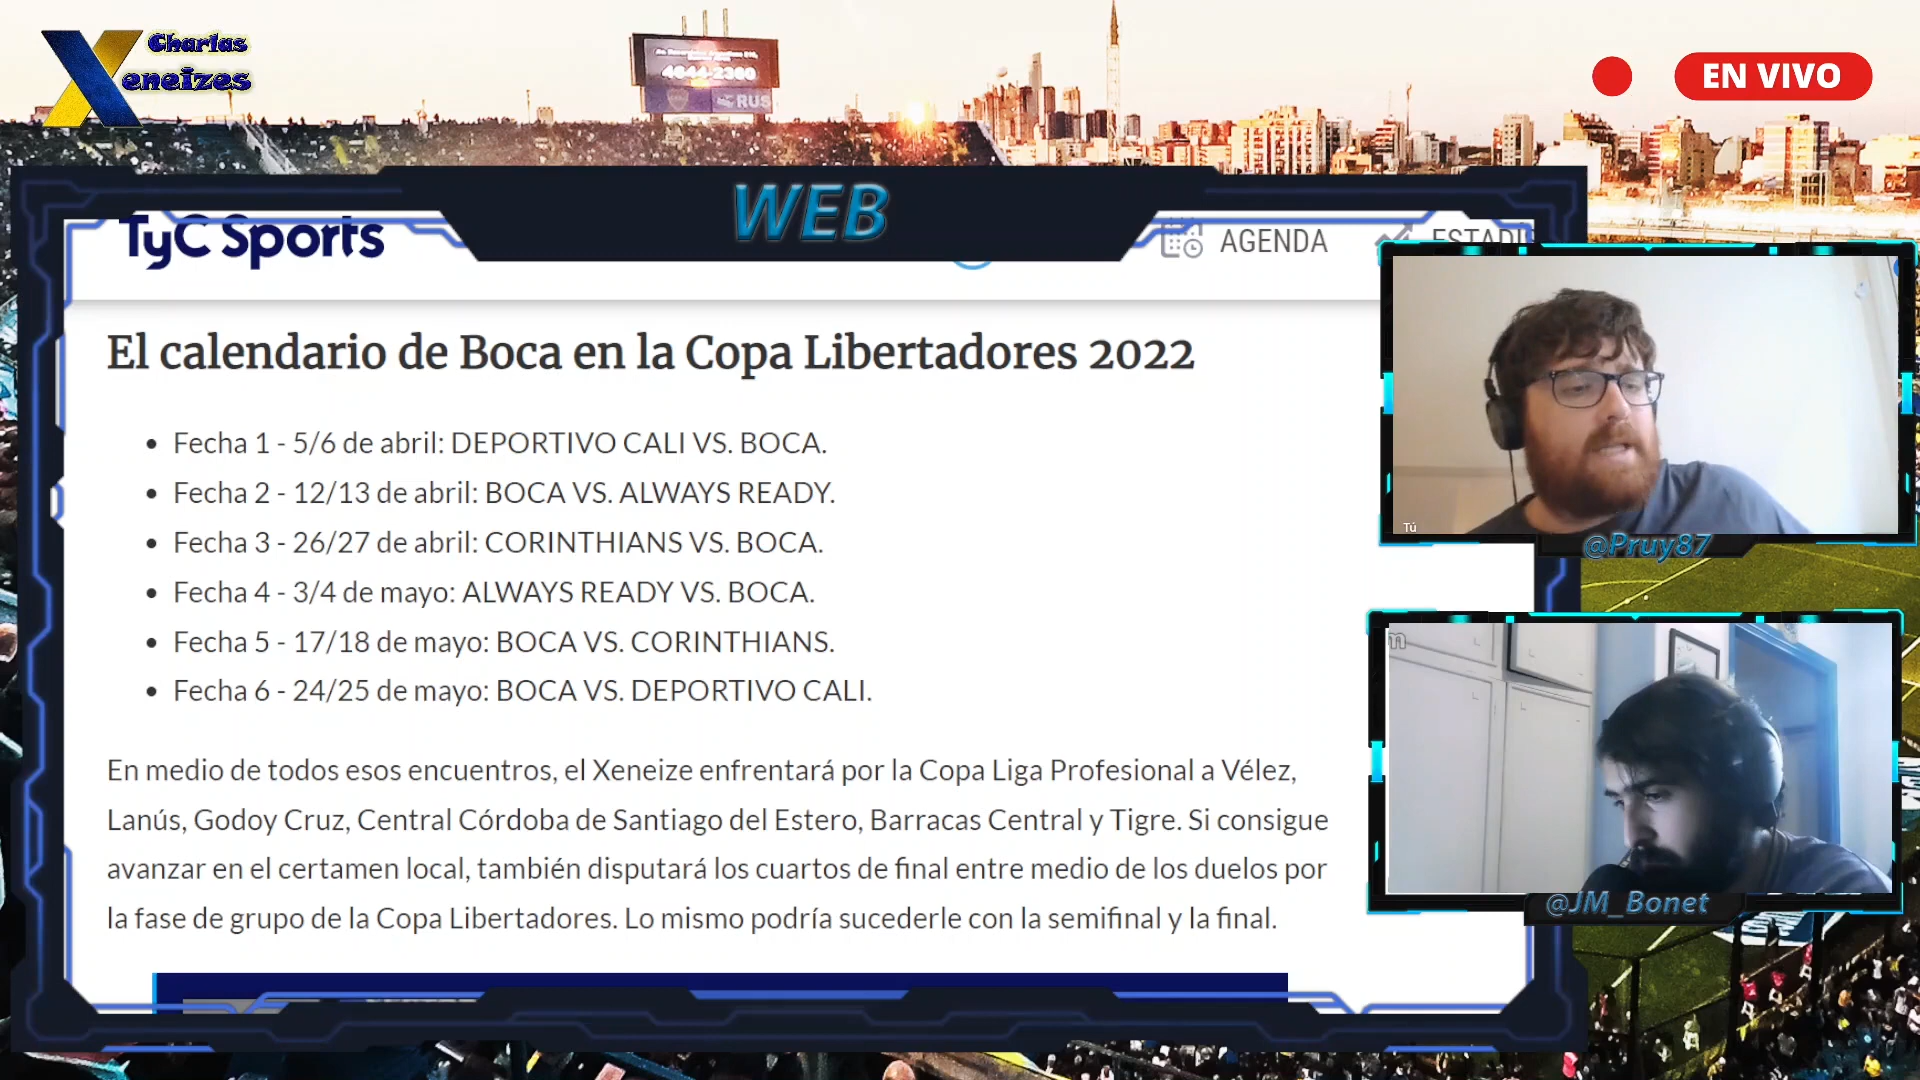 Charlas
Xeneizes
4644-2300
RUS
EN VIVO
WEB
TyC Sports
AGENDA
El calendario de Boca en la Copa Libertadores 2022
• Fecha 1 - 5/6 de abril: DEPORTIVO CALI VS. BOCA.
• Fecha 2 - 12/13 de abril: BOCA VS. ALWAYS READY.
• Fecha 3 - 26/27 de abril: CORINTHIANS VS. BOCA.
• Fecha 4 - 3/4 de mayo: ALWAYS READY VS. BOCA.
• Fecha 5 - 17/18 de mayo: BOCA VS. CORINTHIANS.
• Fecha 6 - 24/25 de mayo: BOCA VS. DEPORTIVO CALI.
En medio de todos esos encuentros, el Xeneize enfrentará por la Copa Liga Profesional a Vélez,
Lanús, Godoy Cruz, Central Córdoba de Santiago del Estero, Barracas Central y Tigre. Si consigue
avanzar en el certamen local, también disputará los cuartos de final entre medio de los duelos por
la fase de grupo de la Copa Libertadores. Lo mismo podría sucederle con la semifinal y la final.
Tú
@Pruy87
@JM_Bonet